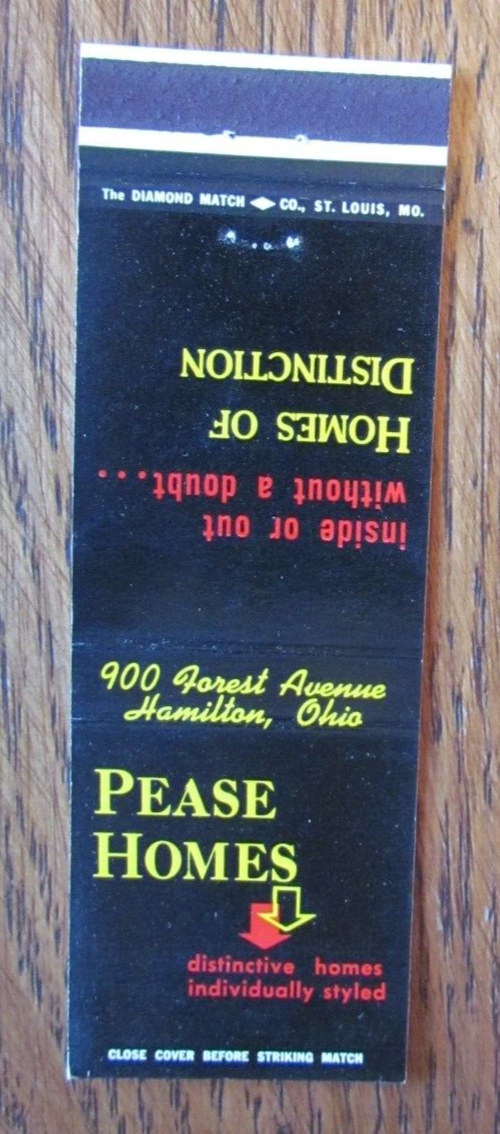 The DIAMOND MATCH CO., ST. LOUIS, MO.
inside or out
without a doubt...
HOMES OF
DISTINCTION
900 Forest Avenue
Hamilton, Ohio
PEASE
HOMES
distinctive homes
individually styled
CLOSE COVER BEFORE STRIKING MATCH